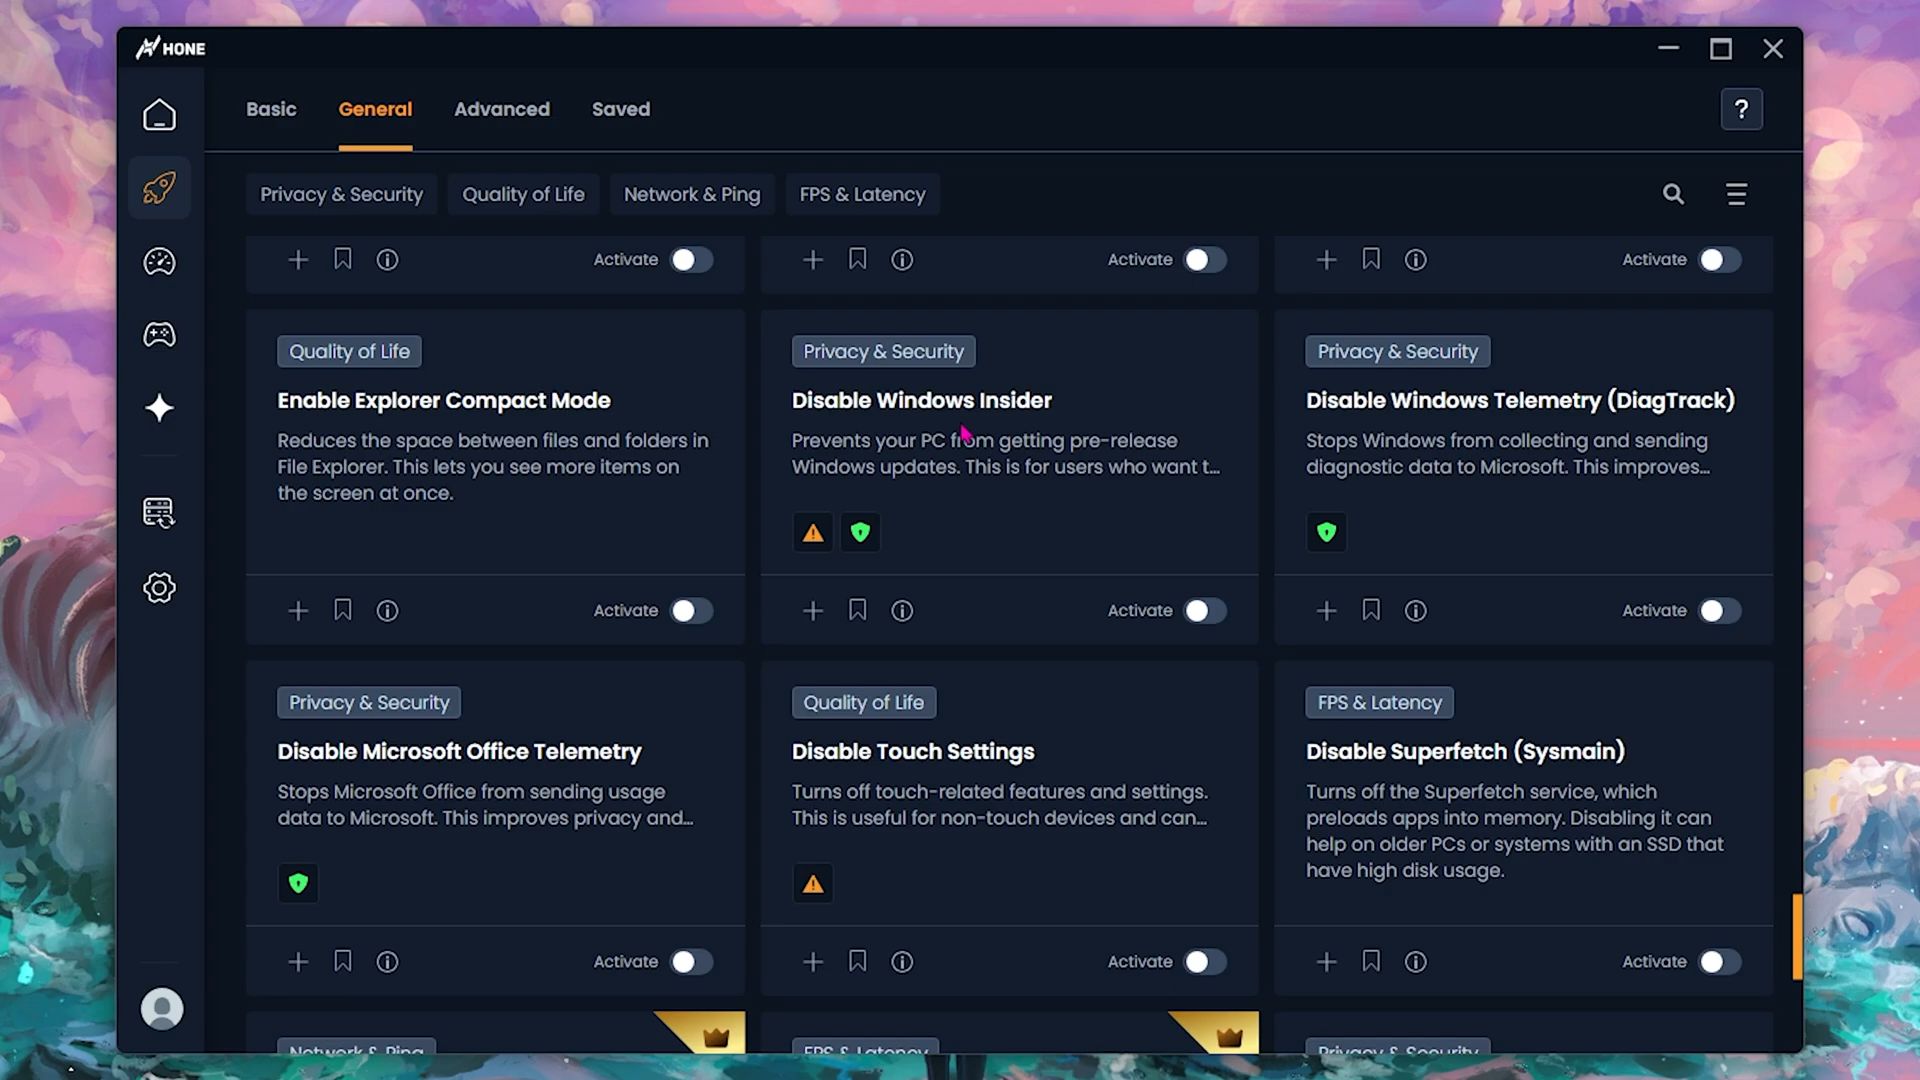 HONE
Basic
General
Advanced
Saved
?
Privacy & Security
Quality of Life
Network & Ping
FPS & Latency
Activate
Activate
Activate
Quality of Life
Enable Explorer Compact Mode
Reduces the space between files and folders in
File Explorer. This lets you see more items on
the screen at once.
Activate
Privacy & Security
Disable Windows Insider
Prevents your PC from getting pre-release
Windows updates. This is for users who want t...
Activate
Privacy & Security
Disable Windows Telemetry (DiagTrack)
Stops Windows from collecting and sending
diagnostic data to Microsoft. This improves...
Activate
Privacy & Security
Disable Microsoft Office Telemetry
Stops Microsoft Office from sending usage
data to Microsoft. This improves privacy and...
Activate
Quality of Life
Disable Touch Settings
Turns off touch-related features and settings.
This is useful for non-touch devices and can...
Activate
FPS & Latency
Disable Superfetch (Sysmain)
Turns off the Superfetch service, which
preloads apps into memory. Disabling it can
help on older PCs or systems with an SSD that
have high disk usage.
Activate
Network & Ping
FPS & Latency
Privacy & Security